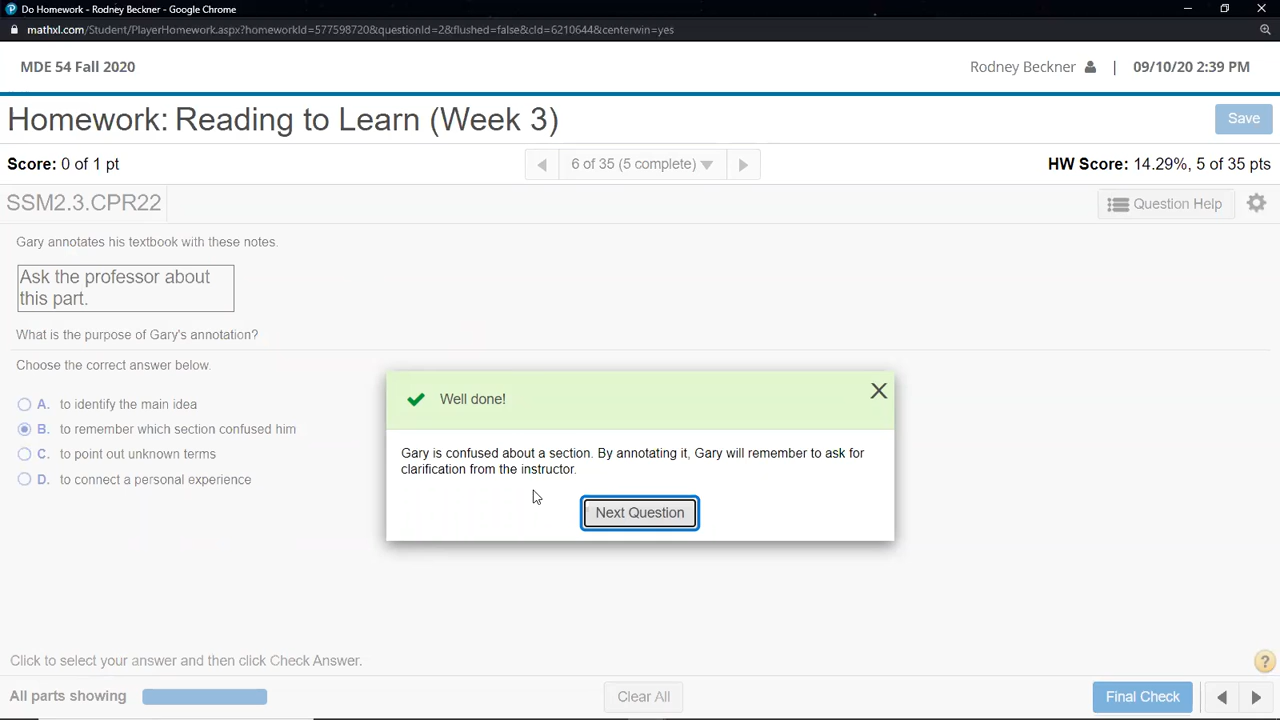 Do Homework - Rodney Beckner - Google Chrome
mathxl.com/Student/PlayerHomework.aspx?homeworkId=577598720&questionId=2&flushed=false&cId=6210644&centerwin=yes
MDE 54 Fall 2020
Rodney Beckner | 09/10/20 2:39 PM
Homework: Reading to Learn (Week 3)
Save
Score: 0 of 1 pt
6 of 35 (5 complete)
HW Score: 14.29%, 5 of 35 pts
SSM2.3.CPR22
Question Help
Gary annotates his textbook with these notes.
Ask the professor about
this part.
What is the purpose of Gary's annotation?
Choose the correct answer below.
A. to identify the main idea
B. to remember which section confused him
C. to point out unknown terms
D. to connect a personal experience
Well done!
X
Gary is confused about a section. By annotating it, Gary will remember to ask for
clarification from the instructor.
Next Question
Click to select your answer and then click Check Answer.
?
All parts showing
Clear All
Final Check